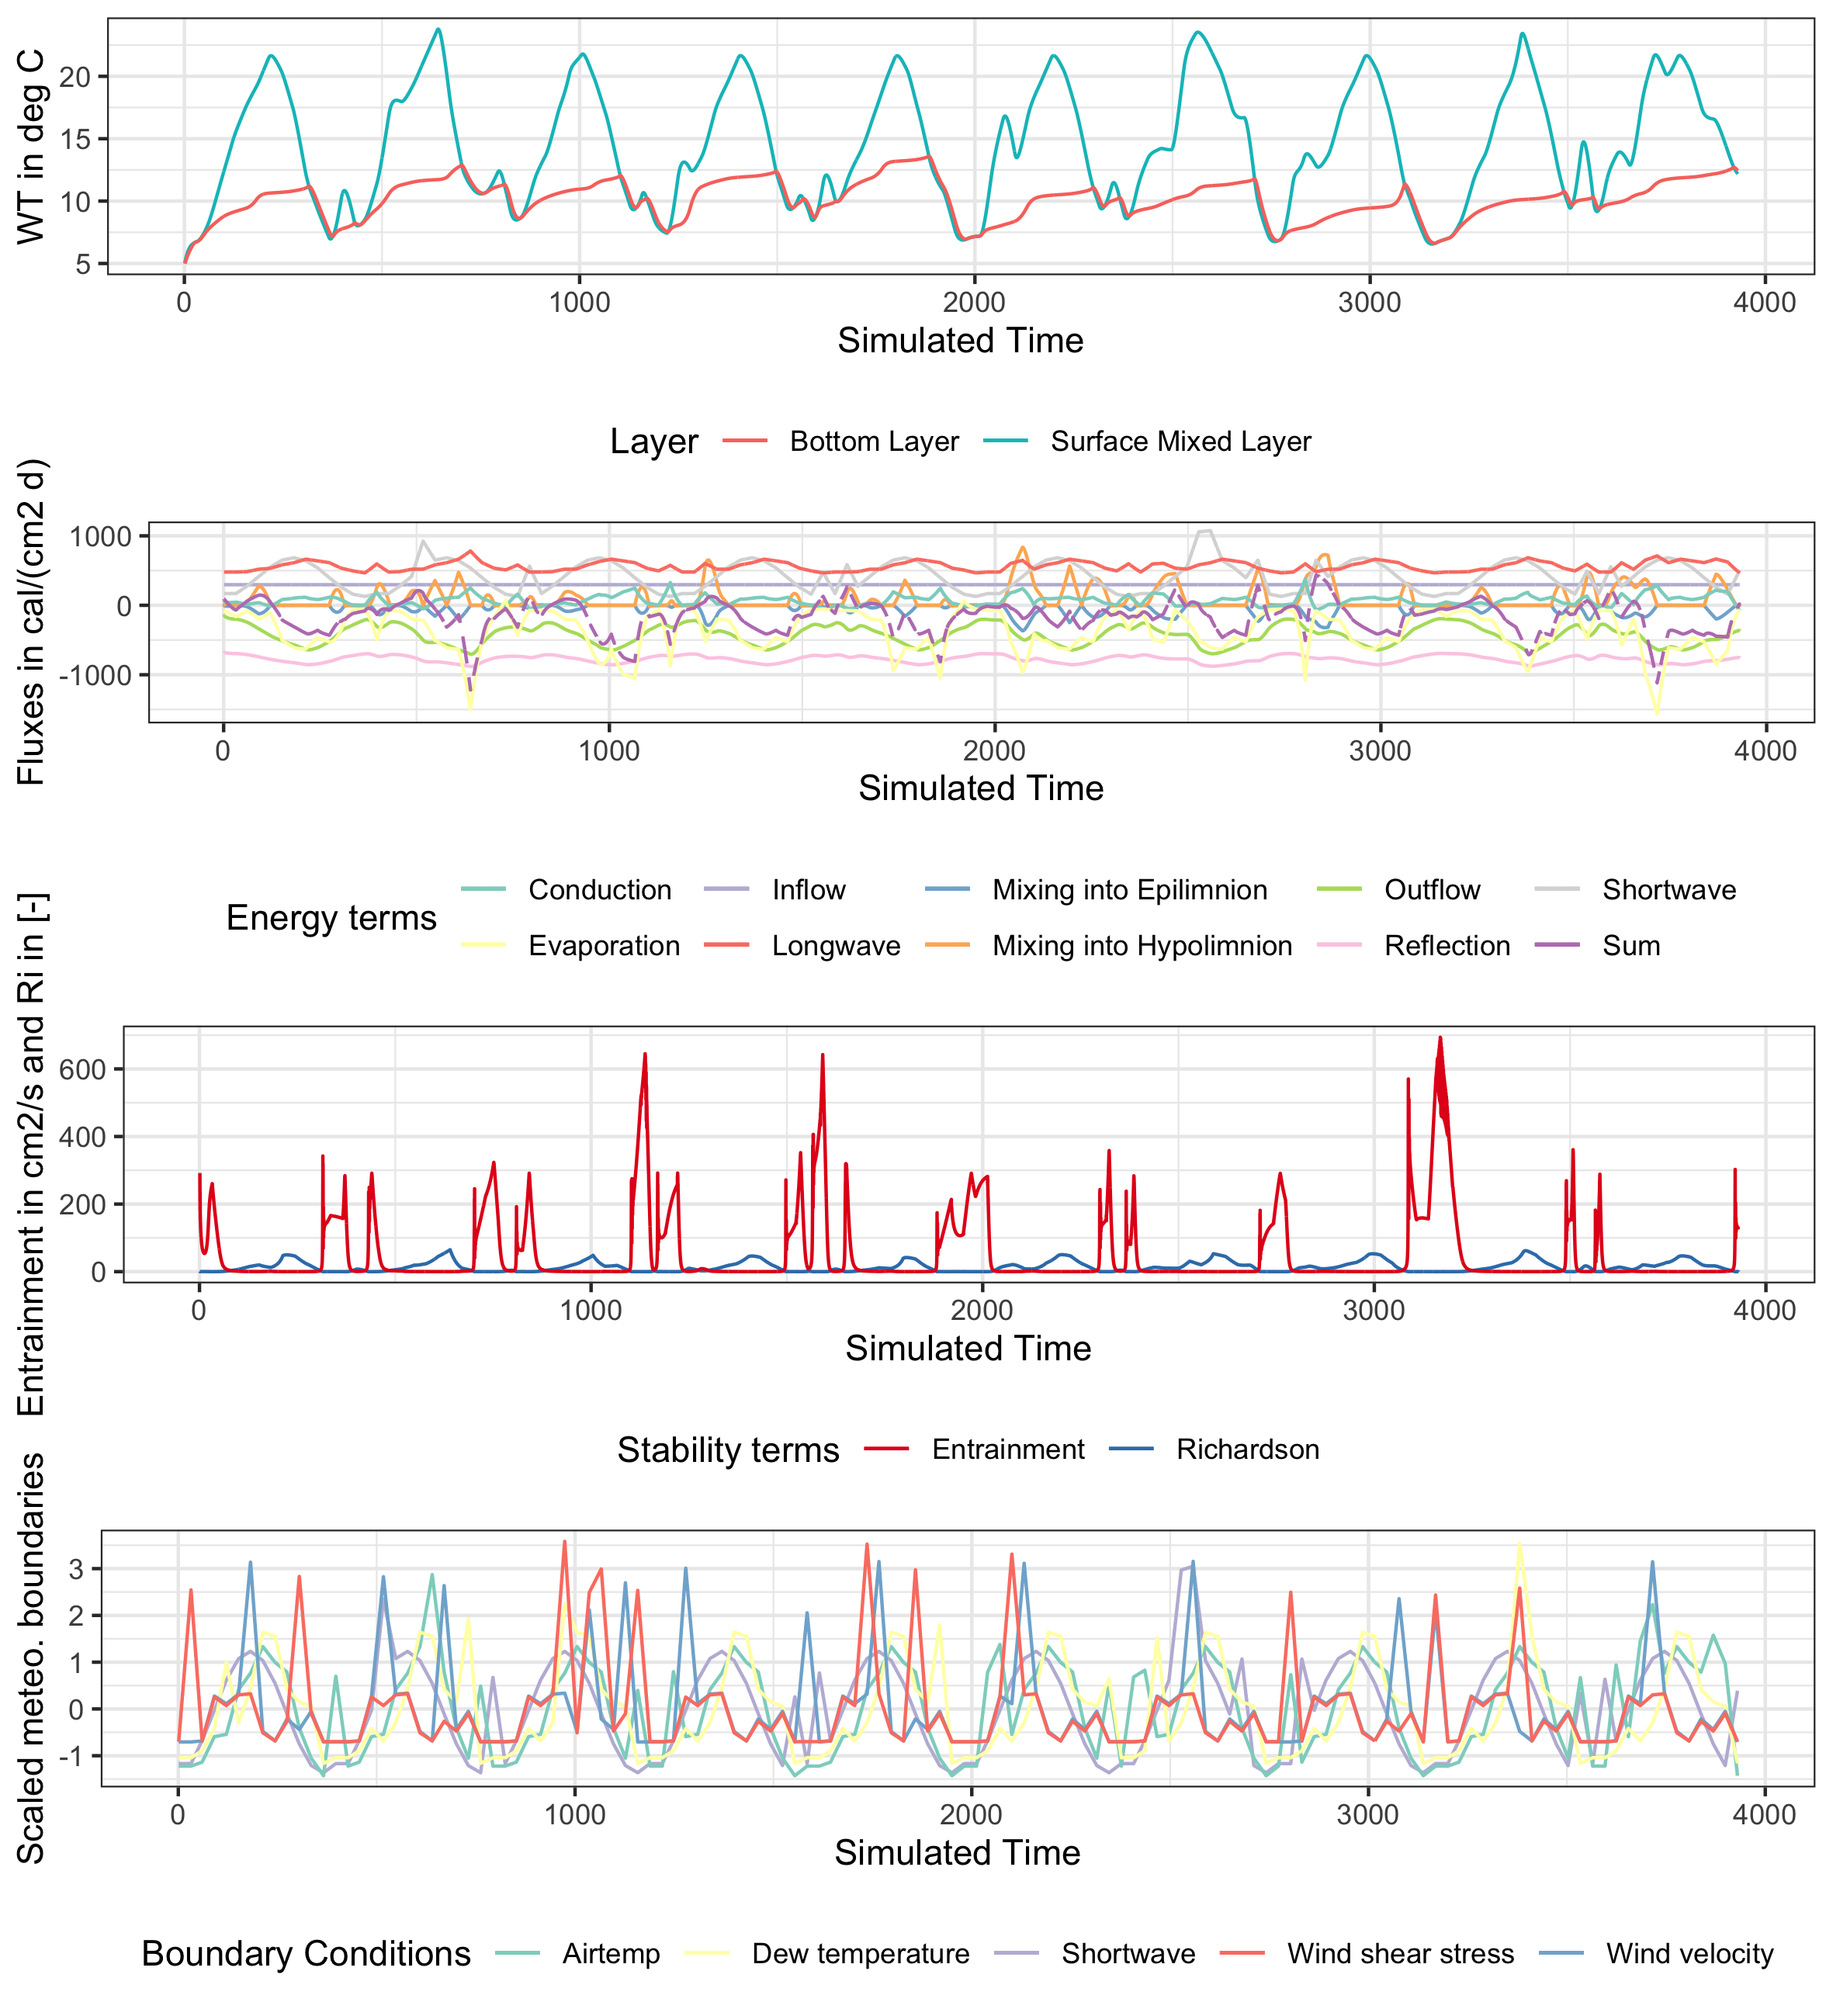 WT in deg C
20
15
10
5
0 1000 2000 3000 4000
Simulated Time
Layer Bottom Layer Surface Mixed Layer
Fluxes in cal/(cm2 d)
1000
0
-1000
0 1000 2000 3000 4000
Simulated Time
Energy terms
Conduction Inflow Mixing into Epilimnion Outflow Shortwave
Evaporation Longwave Mixing into Hypolimnion Reflection Sum
Entrainment in cm2/s and Ri in [-]
600
400
200
0
0 1000 2000 3000 4000
Simulated Time
Stability terms Entrainment Richardson
Scaled meteo. boundaries
3
2
1
0
-1
0 1000 2000 3000 4000
Simulated Time
Boundary Conditions Airtemp Dew temperature Shortwave Wind shear stress Wind velocity